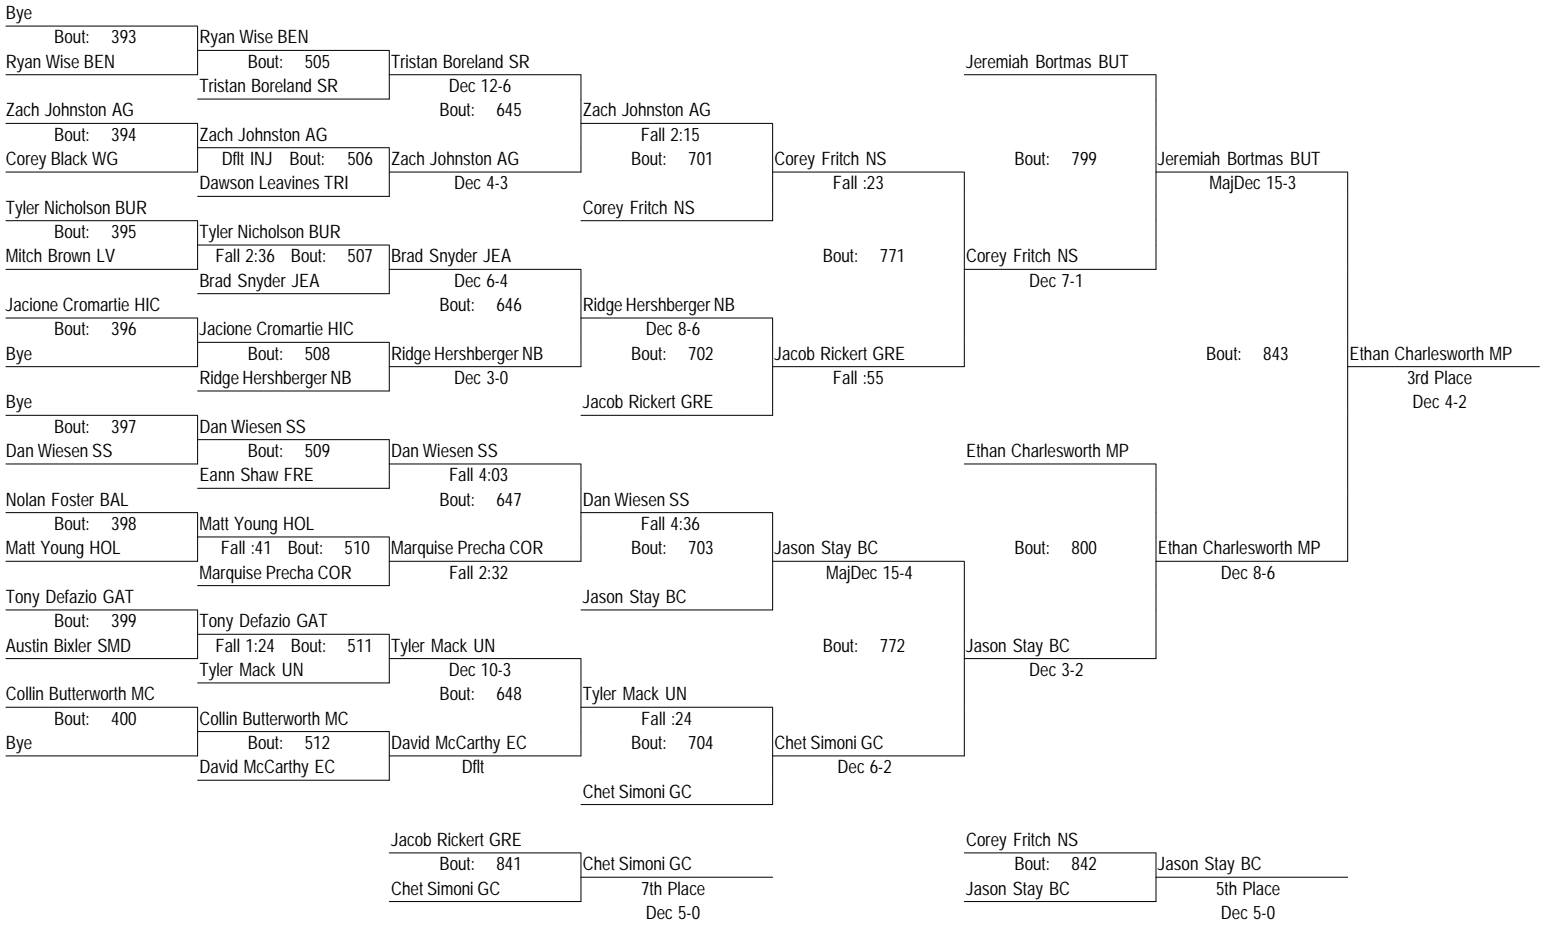 Bye
Bout: 393
Ryan Wise BEN
Ryan Wise BEN
Bout: 505
Tristan Boreland SR
Tristan Boreland SR
Dec 12-6
Bout: 645
Zach Johnston AG
Bout: 394
Corey Black WG
Zach Johnston AG
Dflt INJ Bout: 506
Dawson Leavines TRI
Zach Johnston AG
Dec 4-3
Zach Johnston AG
Fall 2:15
Bout: 701
Corey Fritch NS
Corey Fritch NS
Fall :23
Bout: 771
Tyler Nicholson BUR
Bout: 395
Mitch Brown LV
Tyler Nicholson BUR
Fall 2:36 Bout: 507
Brad Snyder JEA
Brad Snyder JEA
Dec 6-4
Bout: 646
Jacione Cromartie HIC
Bout: 396
Bye
Jacione Cromartie HIC
Bout: 508
Ridge Hershberger NB
Ridge Hershberger NB
Dec 3-0
Ridge Hershberger NB
Dec 8-6
Bout: 702
Jacob Rickert GRE
Jacob Rickert GRE
Fall :55
Jeremiah Bortmas BUT
Bout: 799
Corey Fritch NS
Dec 7-1
Jeremiah Bortmas BUT
MajDec 15-3
Bout: 843
Ethan Charlesworth MP
3rd Place
Dec 4-2
Bye
Bout: 397
Dan Wiesen SS
Dan Wiesen SS
Bout: 509
Eann Shaw FRE
Dan Wiesen SS
Fall 4:03
Bout: 647
Nolan Foster BAL
Bout: 398
Matt Young HOL
Matt Young HOL
Fall :41 Bout: 510
Marquise Precha COR
Marquise Precha COR
Fall 2:32
Dan Wiesen SS
Fall 4:36
Bout: 703
Jason Stay BC
Jason Stay BC
MajDec 15-4
Bout: 772
Tony Defazio GAT
Bout: 399
Austin Bixler SMD
Tony Defazio GAT
Fall 1:24 Bout: 511
Tyler Mack UN
Tyler Mack UN
Dec 10-3
Bout: 648
Collin Butterworth MC
Bout: 400
Bye
Collin Butterworth MC
Bout: 512
David McCarthy EC
David McCarthy EC
Dflt
Tyler Mack UN
Fall :24
Bout: 704
Chet Simoni GC
Chet Simoni GC
Dec 6-2
Ethan Charlesworth MP
Bout: 800
Jason Stay BC
Dec 3-2
Ethan Charlesworth MP
Dec 8-6
Jacob Rickert GRE
Bout: 841
Chet Simoni GC
Chet Simoni GC
7th Place
Dec 5-0
Corey Fritch NS
Bout: 842
Jason Stay BC
Jason Stay BC
5th Place
Dec 5-0